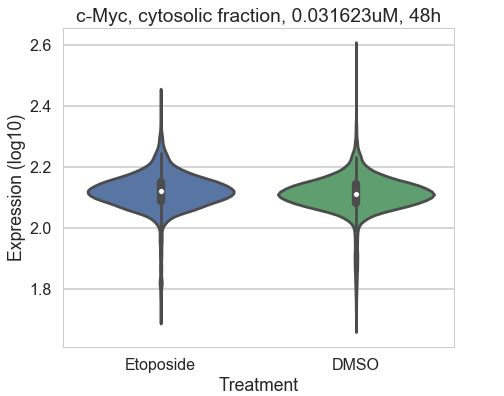 c-Myc, cytosolic fraction, 0.031623uM, 48h
Expression (log10)
2.6
2.4
2.2
2.0
1.8
Etoposide DMSO
Treatment